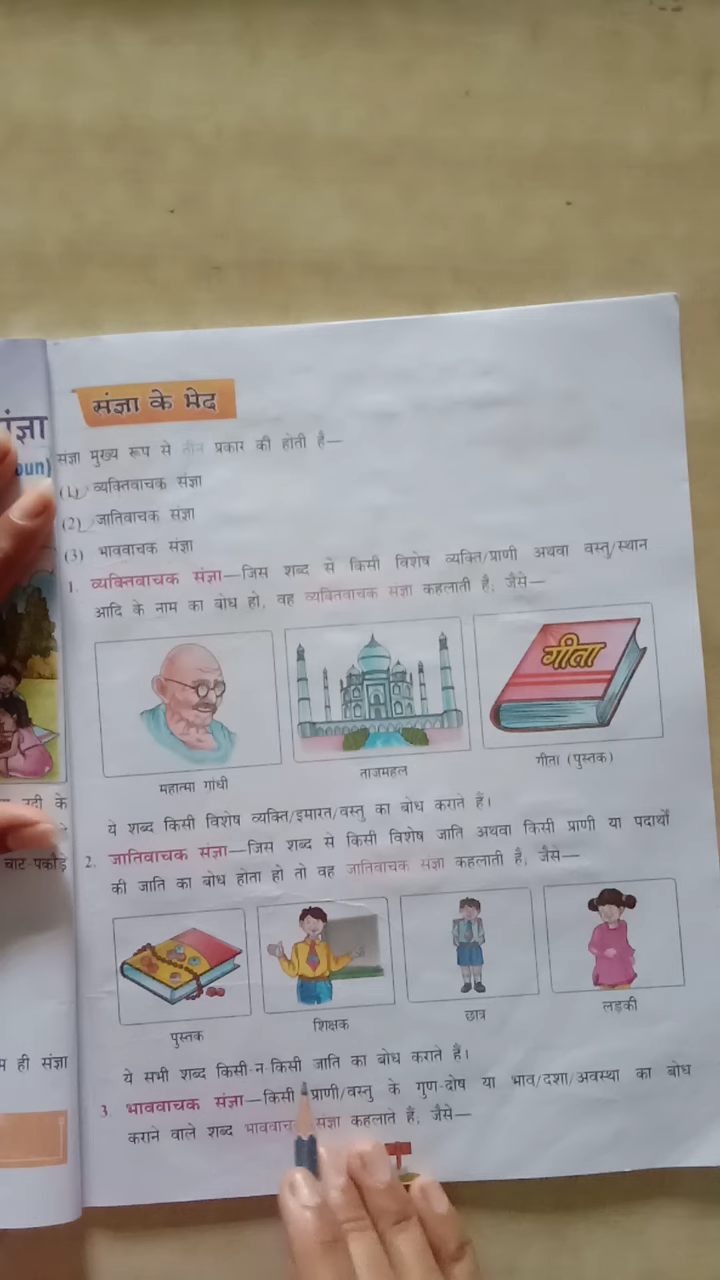 संज्ञा के भेद
संज्ञा मुख्य रूप से तीन प्रकार की होती है—
(1) व्यक्तिवाचक संज्ञा
(2) जातिवाचक संज्ञा
(3) भाववाचक संज्ञा
1. व्यक्तिवाचक संज्ञा—जिस शब्द से किसी विशेष व्यक्ति/प्राणी अथवा वस्तु/स्थान
आदि के नाम का बोध हो, वह व्यक्तिवाचक संज्ञा कहलाती है; जैसे—
गीता
महात्मा गांधी
ताजमहल
गीता (पुस्तक)
ये शब्द किसी विशेष व्यक्ति/इमारत/वस्तु का बोध कराते हैं।
2. जातिवाचक संज्ञा—जिस शब्द से किसी विशेष जाति अथवा किसी प्राणी या पदार्थों
की जाति का बोध होता हो तो वह जातिवाचक संज्ञा कहलाती है, जैसे—
पुस्तक
शिक्षक
छात्र
लड़की
ये सभी शब्द किसी-न-किसी जाति का बोध कराते हैं।
3. भाववाचक संज्ञा—किसी प्राणी/वस्तु के गुण-दोष या भाव/दशा/अवस्था का बोध
कराने वाले शब्द भाववाचक संज्ञा कहलाते हैं; जैसे—
के
चाट-पकौड़े
ही संज्ञा